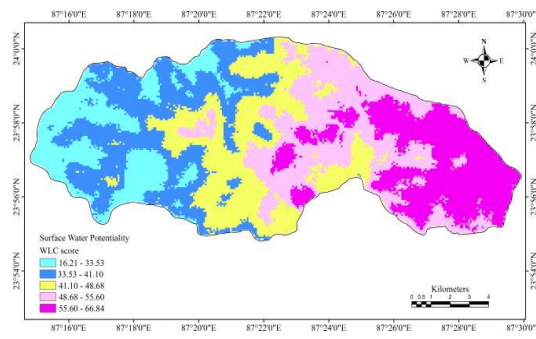 87°16'0"E 87°18'0"E 87°20'0"E 87°22'0"E 87°24'0"E 87°26'0"E 87°28'0"E 87°30'0"E
24°0'0"N 24°0'0"N
N
W E
S
23°58'0"N 23°58'0"N
23°56'0"N 23°56'0"N
23°54'0"N 23°54'0"N
Surface Water Potentiality
WLC score
16.21 - 33.53
33.53 - 41.10
41.10 - 48.68
48.68 - 55.60
55.60 - 66.84
Kilometers
0 0.5 1 2 3 4
87°16'0"E 87°18'0"E 87°20'0"E 87°22'0"E 87°24'0"E 87°26'0"E 87°28'0"E 87°30'0"E